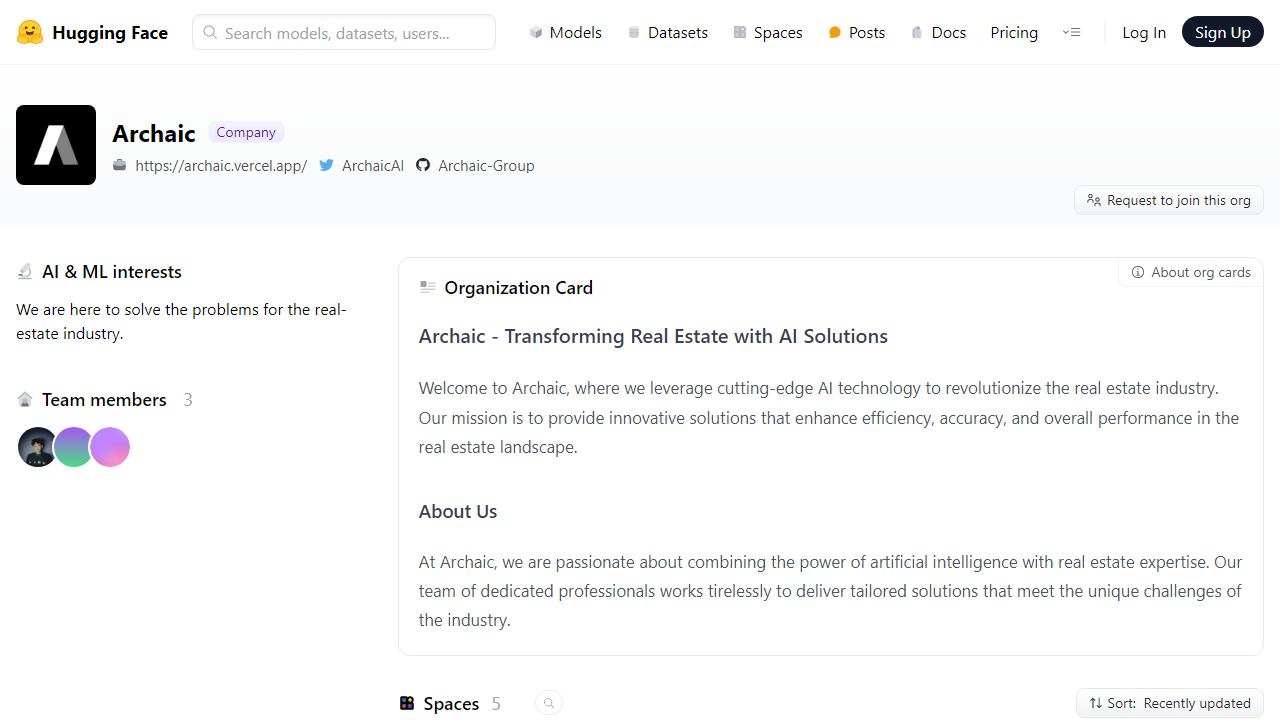 Hugging Face
Search models, datasets, users...
Models
Datasets
Spaces
Posts
Docs
Pricing
Log In
Sign Up
Archaic
Company
https://archaic.vercel.app/
ArchaicAI
Archaic-Group
Request to join this org
AI & ML interests
We are here to solve the problems for the real-
estate industry.
Team members 3
Organization Card
About org cards
Archaic - Transforming Real Estate with AI Solutions
Welcome to Archaic, where we leverage cutting-edge AI technology to revolutionize the real estate industry.
Our mission is to provide innovative solutions that enhance efficiency, accuracy, and overall performance in the
real estate landscape.
About Us
At Archaic, we are passionate about combining the power of artificial intelligence with real estate expertise. Our
team of dedicated professionals works tirelessly to deliver tailored solutions that meet the unique challenges of
the industry.
Spaces 5
Sort: Recently updated